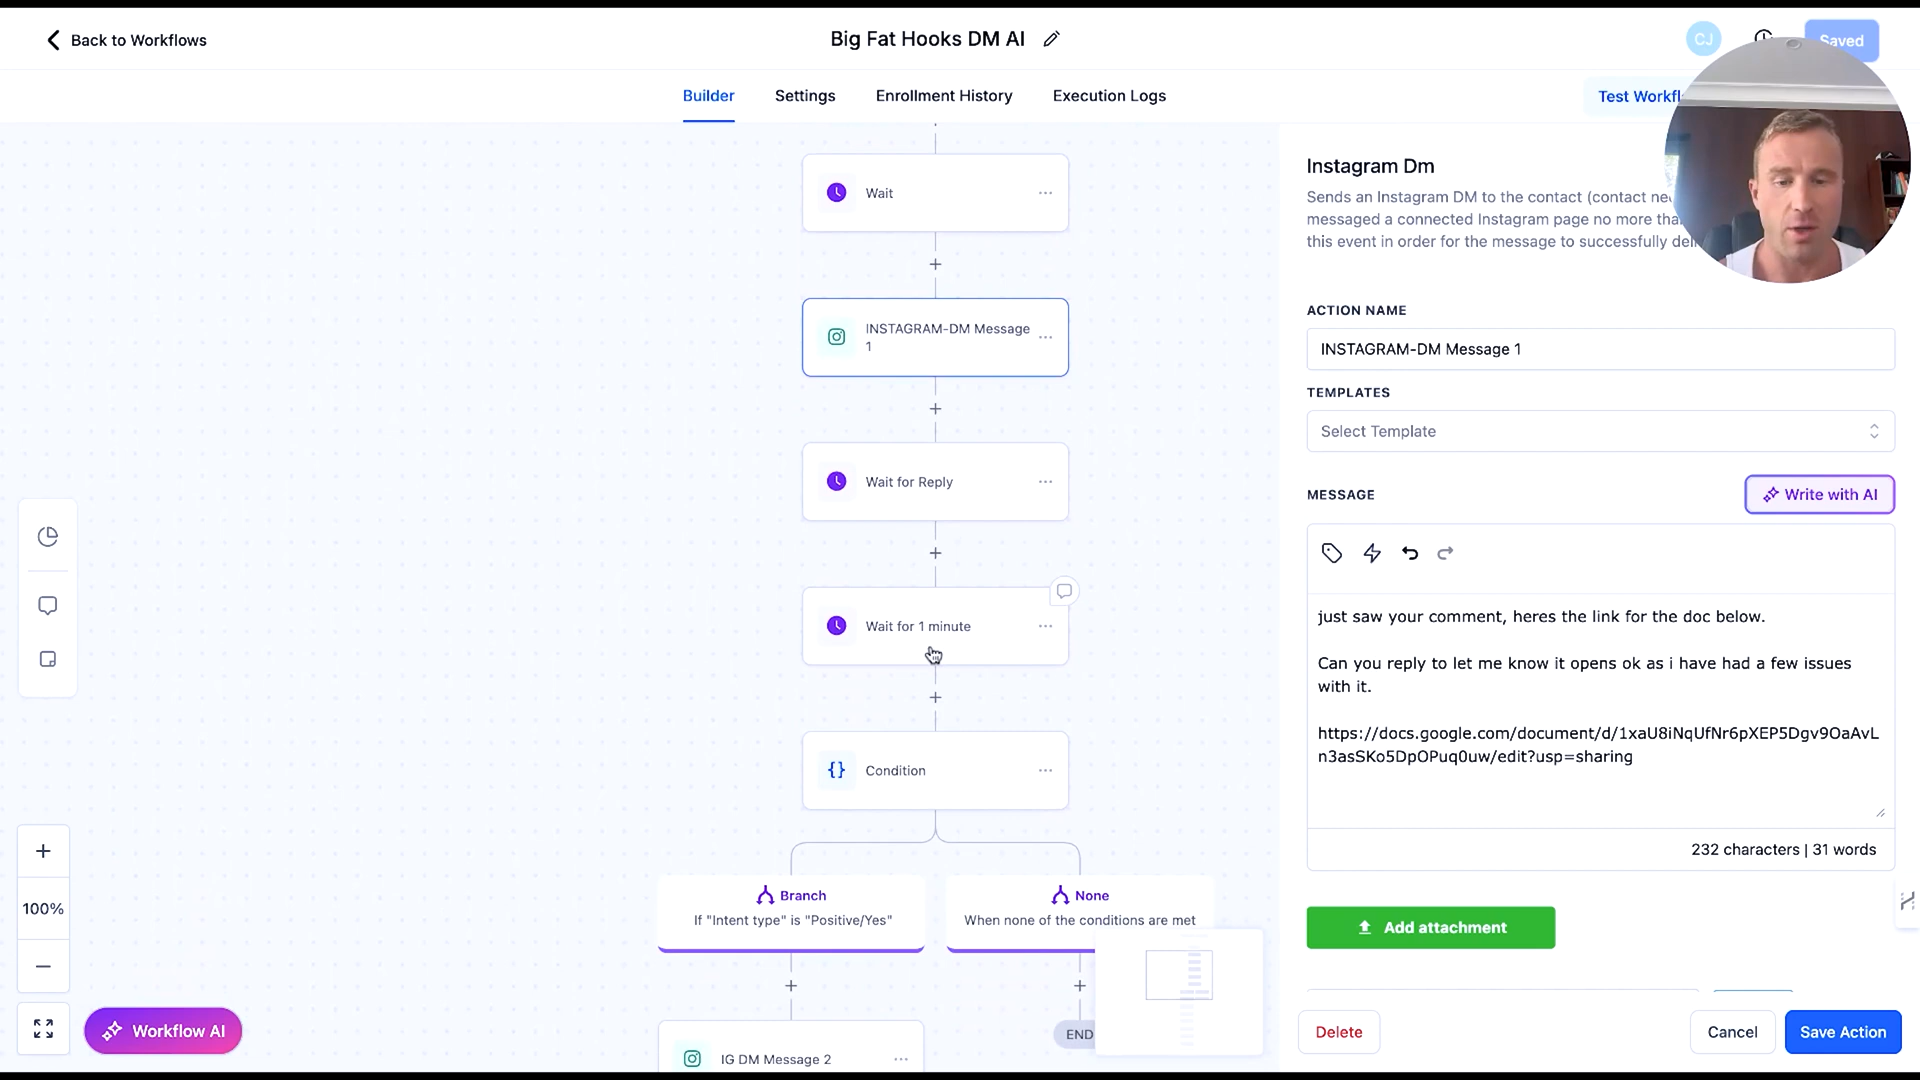 Back to Workflows
Big Fat Hooks DM AI
CJ
Saved
Builder
Settings
Enrollment History
Execution Logs
Test Workfl
Wait
INSTAGRAM-DM Message
1
Wait for Reply
Wait for 1 minute
Condition
Branch
If "Intent type" is "Positive/Yes"
None
When none of the conditions are met
IG DM Message 2
END
100%
Workflow AI
Instagram Dm
Sends an Instagram DM to the contact (contact
messaged a connected Instagram page no more
this event in order for the message to successfully
ACTION NAME
INSTAGRAM-DM Message 1
TEMPLATES
Select Template
MESSAGE
Write with AI
just saw your comment, heres the link for the doc below.
Can you reply to let me know it opens ok as i have had a few issues
with it.
https://docs.google.com/document/d/1xaU8iNqUfNr6pXEP5Dgv9OaAvL
n3asSKo5DpOPuq0uw/edit?usp=sharing
232 characters | 31 words
Add attachment
Delete
Cancel
Save Action